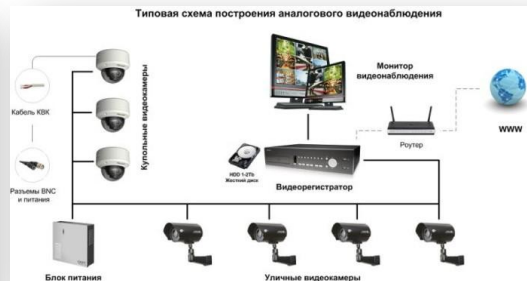 Типовая схема построения аналогового видеонаблюдения
Кабель КВК
Разъемы BNC
и питания
Купольные видеокамеры
Монитор
видеонаблюдения
WWW
Роутер
HDD 1-2Tb
Жесткий диск
Видеорегистратор
Блок питания
Уличные видеокамеры